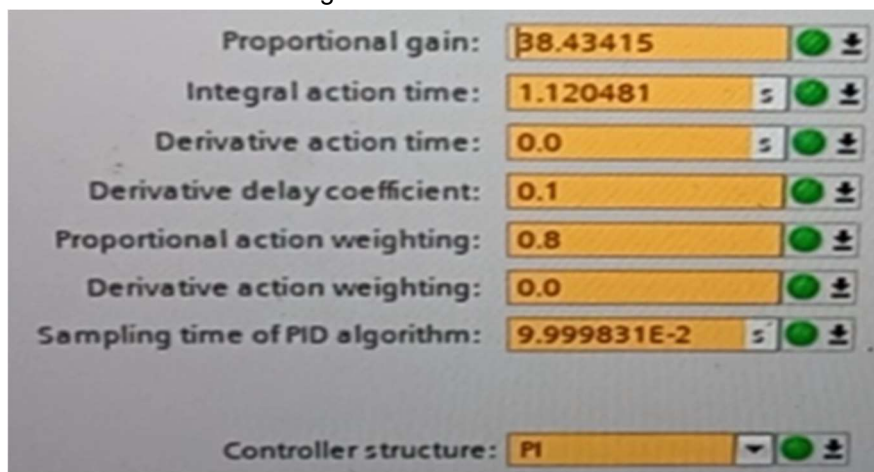 Proportional gain: 38.43415
Integral action time: 1.120481 s
Derivative action time: 0.0 s
Derivative delay coefficient: 0.1
Proportional action weighting: 0.8
Derivative action weighting: 0.0
Sampling time of PID algorithm: 9.999831E-2 s
Controller structure: PI